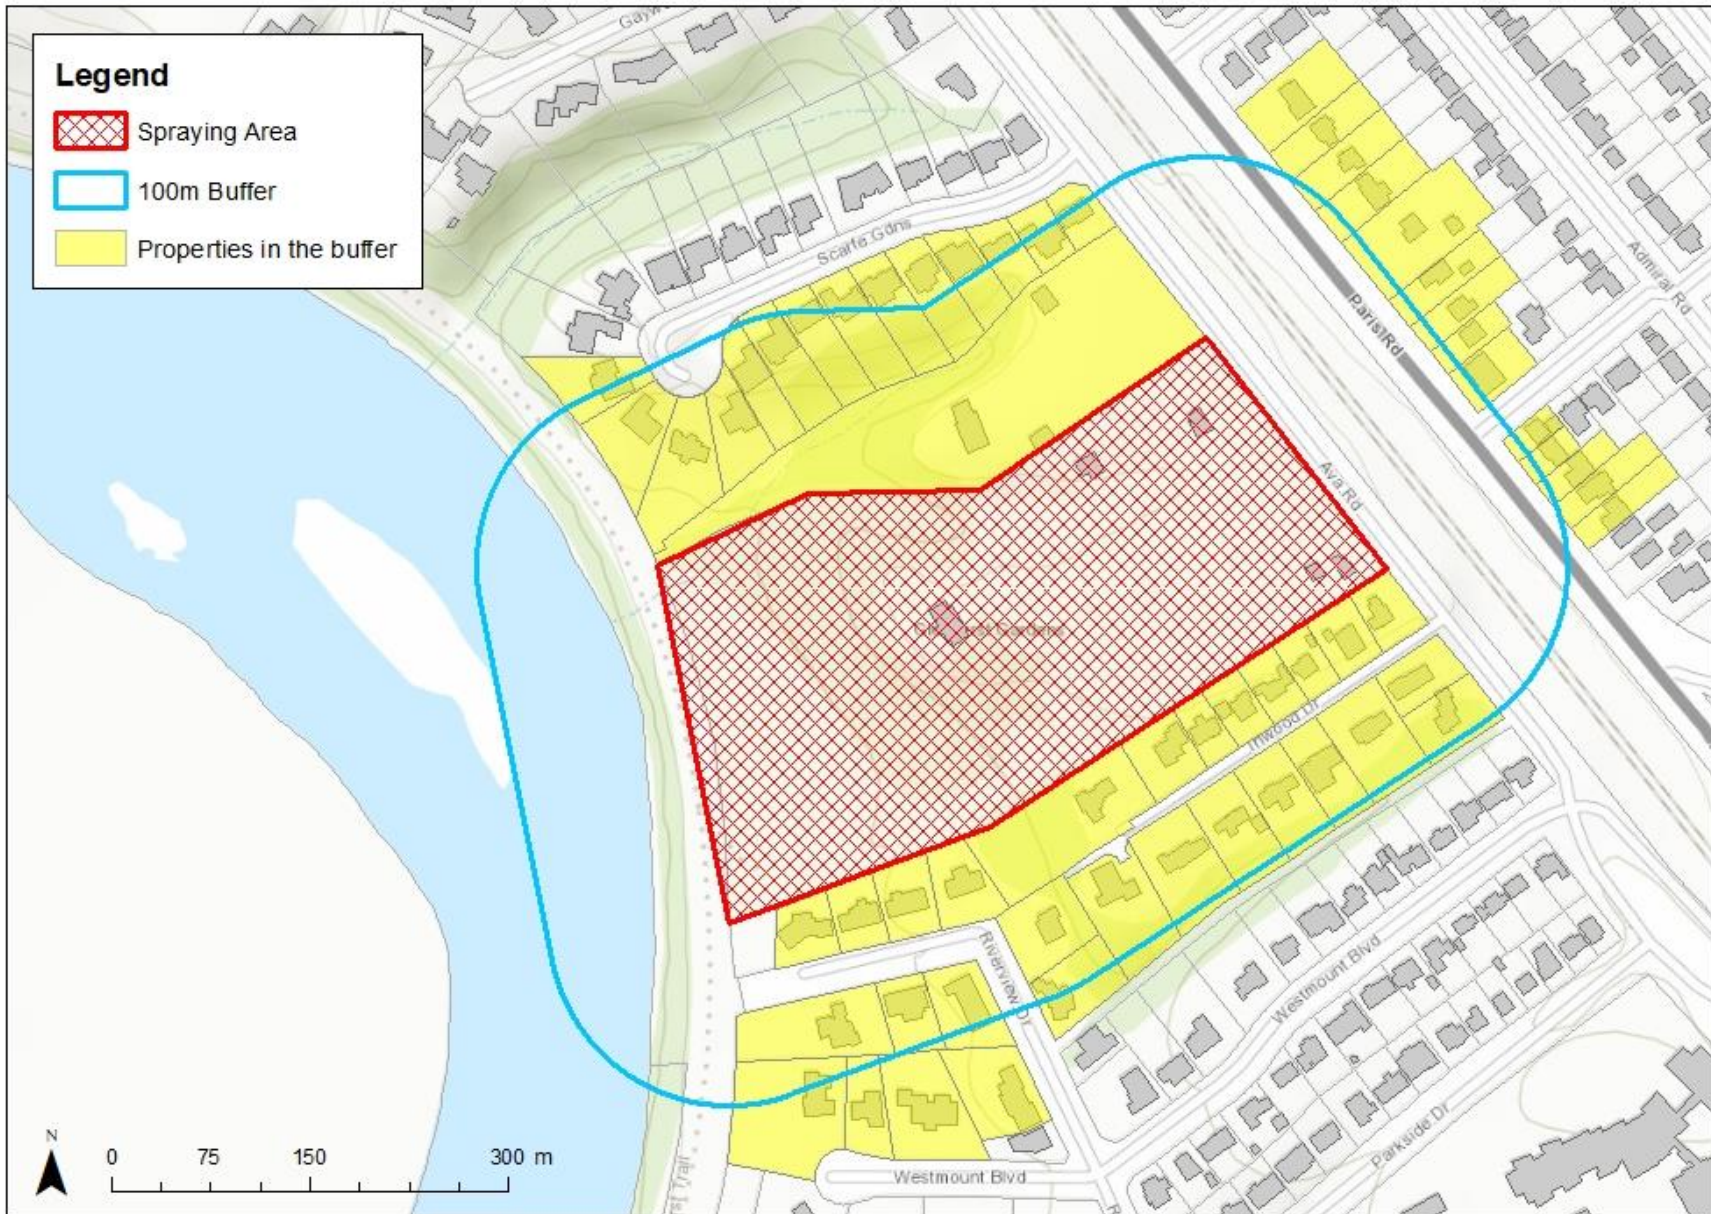 Legend
Spraying Area
100m Buffer
Properties in the buffer
Scarfe Gdns
Admiral Rd
Paris Rd
Ava Rd
Inwood Dr
Riverview Dr
Westmount Blvd
Parkside Dr
Westmount Blvd
N
0 75 150 300 m